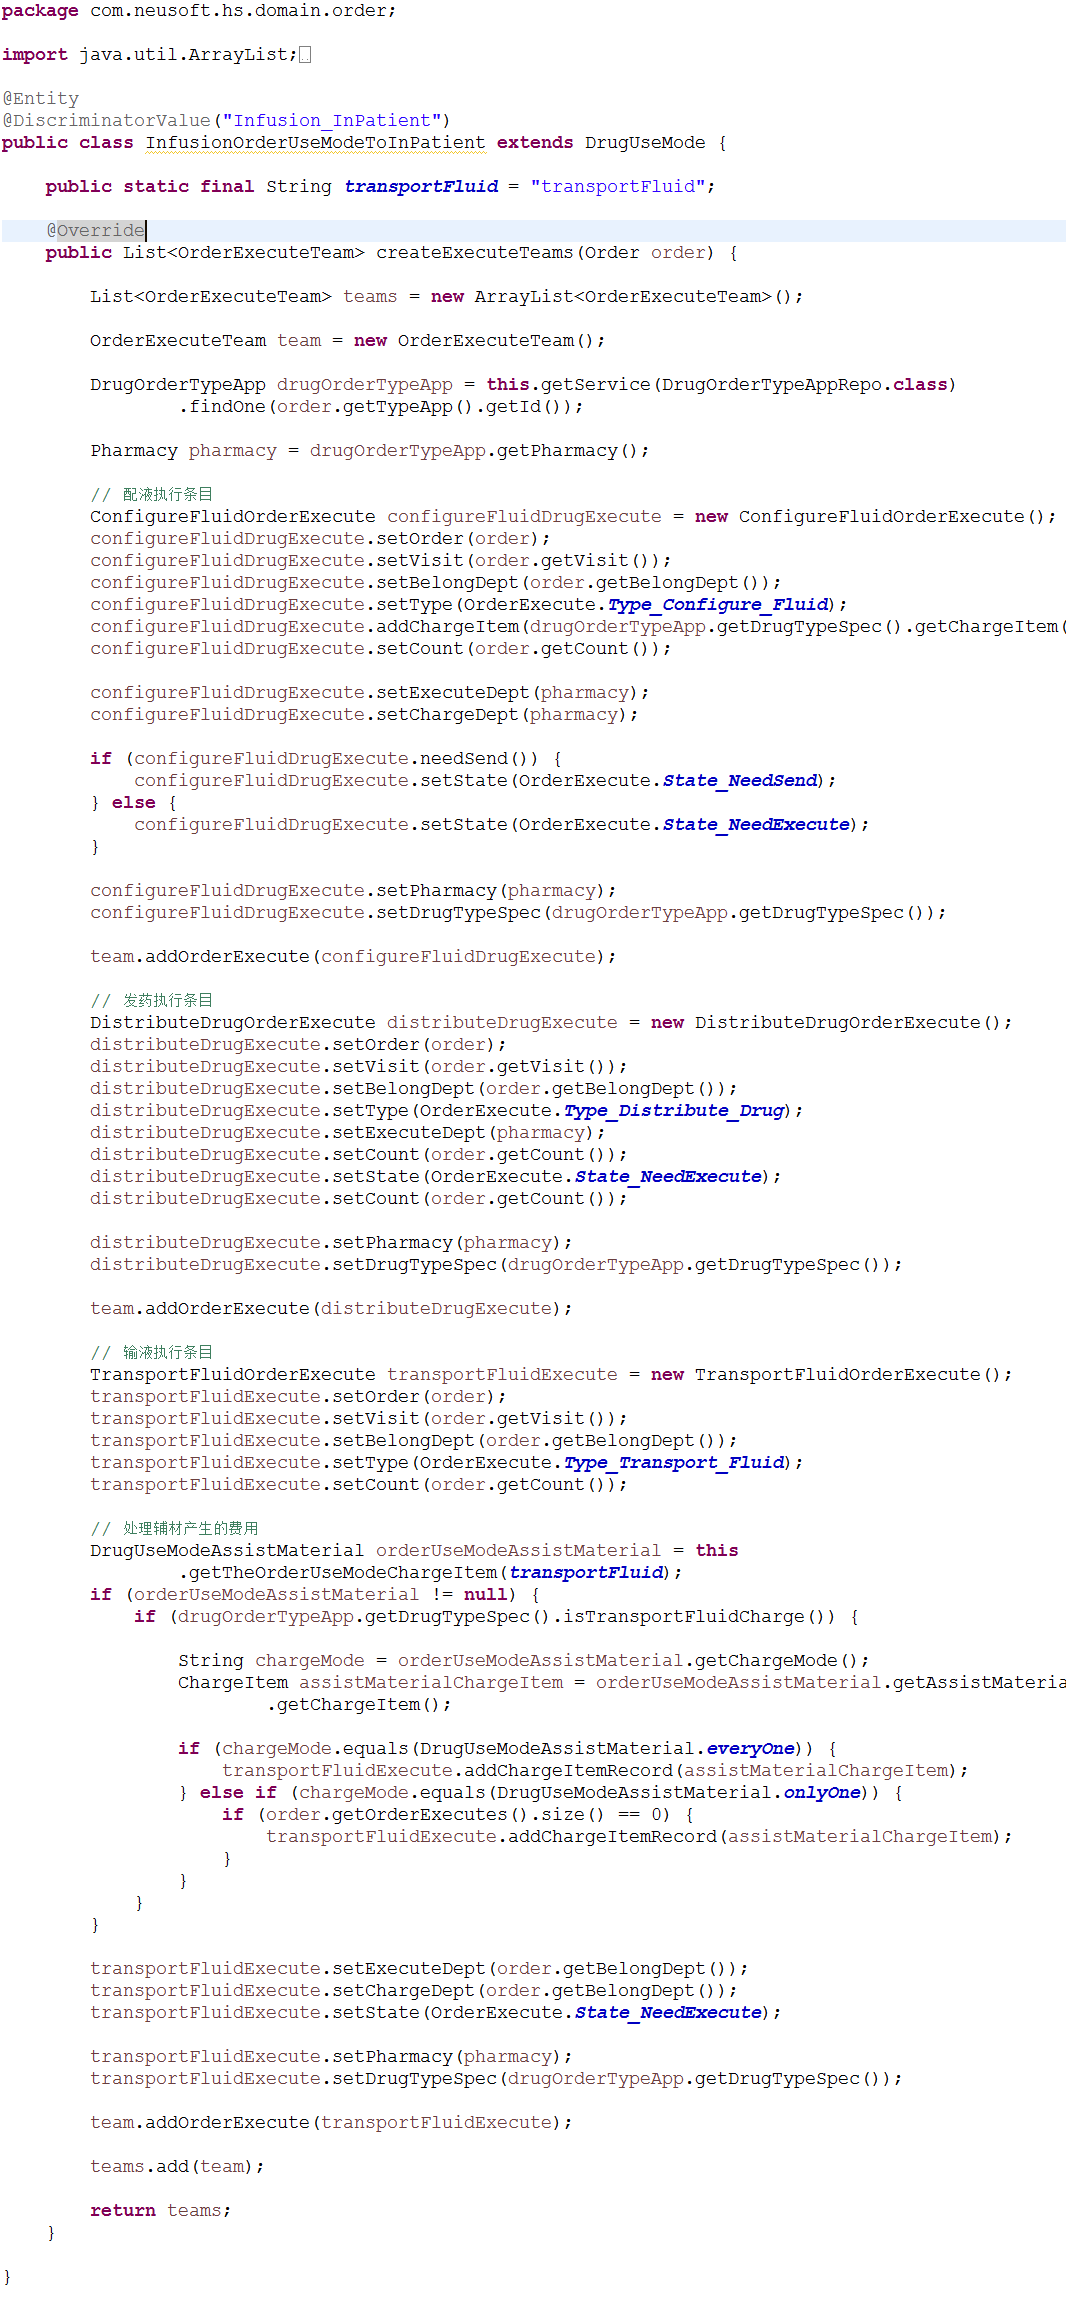 package com.neusoft.hs.domain.order;
import java.util.ArrayList;
@Entity
@DiscriminatorValue("Infusion_InPatient")
public class InfusionOrderUseModeToInPatient extends DrugUseMode {
public static final String transportFluid = "transportFluid";
@Override
public List<OrderExecuteTeam> createExecuteTeams(Order order) {
List<OrderExecuteTeam> teams = new ArrayList<OrderExecuteTeam>();
OrderExecuteTeam team = new OrderExecuteTeam();
DrugOrderTypeApp drugOrderTypeApp = this.getService(DrugOrderTypeAppRepo.class)
.findOne(order.getTypeApp().getId());
Pharmacy pharmacy = drugOrderTypeApp.getPharmacy();
// 配液执行条目
ConfigureFluidOrderExecute configureFluidDrugExecute = new ConfigureFluidOrderExecute();
configureFluidDrugExecute.setOrder(order);
configureFluidDrugExecute.setVisit(order.getVisit());
configureFluidDrugExecute.setBelongDept(order.getBelongDept());
configureFluidDrugExecute.setType(OrderExecute.Type_Configure_Fluid);
configureFluidDrugExecute.addChargeItem(drugOrderTypeApp.getDrugTypeSpec().getChargeItem(
configureFluidDrugExecute.setCount(order.getCount());
configureFluidDrugExecute.setExecuteDept(pharmacy);
configureFluidDrugExecute.setChargeDept(pharmacy);
if (configureFluidDrugExecute.needSend()) {
configureFluidDrugExecute.setState(OrderExecute.State_NeedSend);
} else {
configureFluidDrugExecute.setState(OrderExecute.State_NeedExecute);
}
configureFluidDrugExecute.setPharmacy(pharmacy);
configureFluidDrugExecute.setDrugTypeSpec(drugOrderTypeApp.getDrugTypeSpec());
team.addOrderExecute(configureFluidDrugExecute);
// 发药执行条目
DistributeDrugOrderExecute distributeDrugExecute = new DistributeDrugOrderExecute();
distributeDrugExecute.setOrder(order);
distributeDrugExecute.setVisit(order.getVisit());
distributeDrugExecute.setBelongDept(order.getBelongDept());
distributeDrugExecute.setType(OrderExecute.Type_Distribute_Drug);
distributeDrugExecute.setExecuteDept(pharmacy);
distributeDrugExecute.setCount(order.getCount());
distributeDrugExecute.setState(OrderExecute.State_NeedExecute);
distributeDrugExecute.setCount(order.getCount());
distributeDrugExecute.setPharmacy(pharmacy);
distributeDrugExecute.setDrugTypeSpec(drugOrderTypeApp.getDrugTypeSpec());
team.addOrderExecute(distributeDrugExecute);
// 输液执行条目
TransportFluidOrderExecute transportFluidExecute = new TransportFluidOrderExecute();
transportFluidExecute.setOrder(order);
transportFluidExecute.setVisit(order.getVisit());
transportFluidExecute.setBelongDept(order.getBelongDept());
transportFluidExecute.setType(OrderExecute.Type_Transport_Fluid);
transportFluidExecute.setCount(order.getCount());
// 处理辅材产生的费用
DrugUseModeAssistMaterial orderUseModeAssistMaterial = this
.getTheOrderUseModeChargeItem(transportFluid);
if (orderUseModeAssistMaterial != null) {
if (drugOrderTypeApp.getDrugTypeSpec().isTransportFluidCharge()) {
String chargeMode = orderUseModeAssistMaterial.getChargeMode();
ChargeItem assistMaterialChargeItem = orderUseModeAssistMaterial.getAssistMateria
.getChargeItem();
if (chargeMode.equals(DrugUseModeAssistMaterial.everyOne)) {
transportFluidExecute.addChargeItemRecord(assistMaterialChargeItem);
} else if (chargeMode.equals(DrugUseModeAssistMaterial.onlyOne)) {
if (order.getOrderExecutes().size() == 0) {
transportFluidExecute.addChargeItemRecord(assistMaterialChargeItem);
}
}
}
}
transportFluidExecute.setExecuteDept(order.getBelongDept());
transportFluidExecute.setChargeDept(order.getBelongDept());
transportFluidExecute.setState(OrderExecute.State_NeedExecute);
transportFluidExecute.setPharmacy(pharmacy);
transportFluidExecute.setDrugTypeSpec(drugOrderTypeApp.getDrugTypeSpec());
team.addOrderExecute(transportFluidExecute);
teams.add(team);
return teams;
}
}